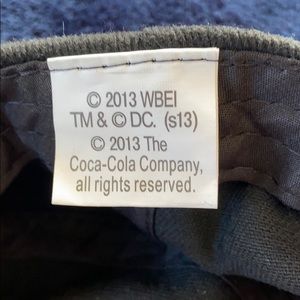 © 2013 WBEI
TM & © DC. (s13)
© 2013 The
Coca-Cola Company,
all rights reserved.